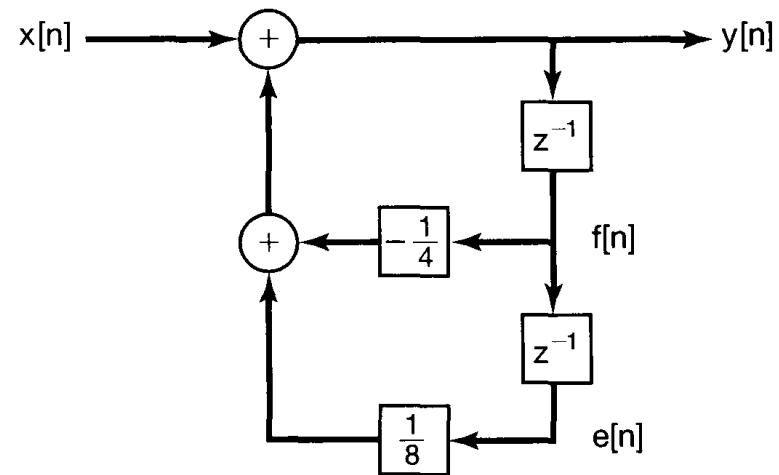 x[n] + y[n]
z⁻¹
+ -1/4 f[n]
z⁻¹
1/8 e[n]